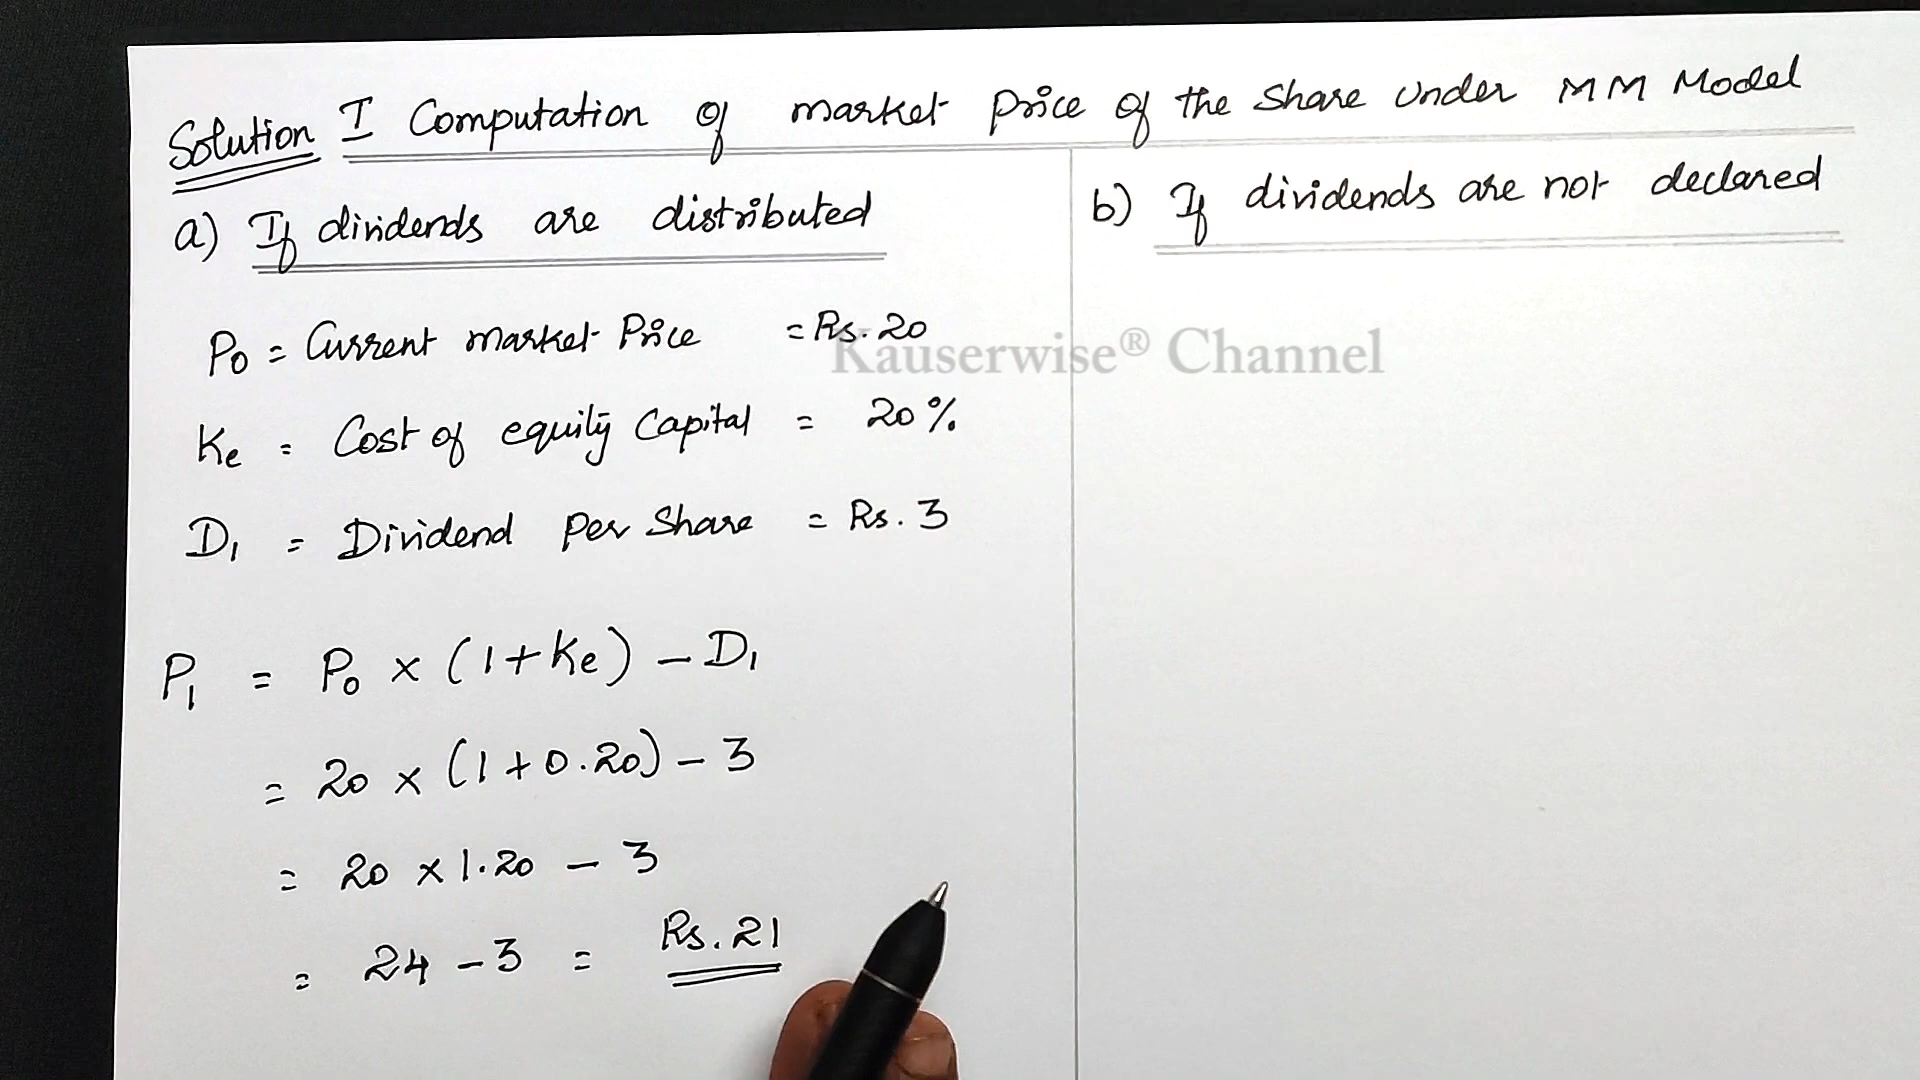 Solution I Computation of market Price of the Share under MM Model
a) If dividends are distributed
P0 = Current market Price = Rs. 20
Ke = Cost of equity Capital = 20%
D1 = Dividend Per Share = Rs. 3
P1 = P0 × (1+Ke) - D1
= 20 × (1+0.20) - 3
= 20 × 1.20 - 3
= 24 - 3 = Rs. 21
b) If dividends are not declared
Kauserwise® Channel